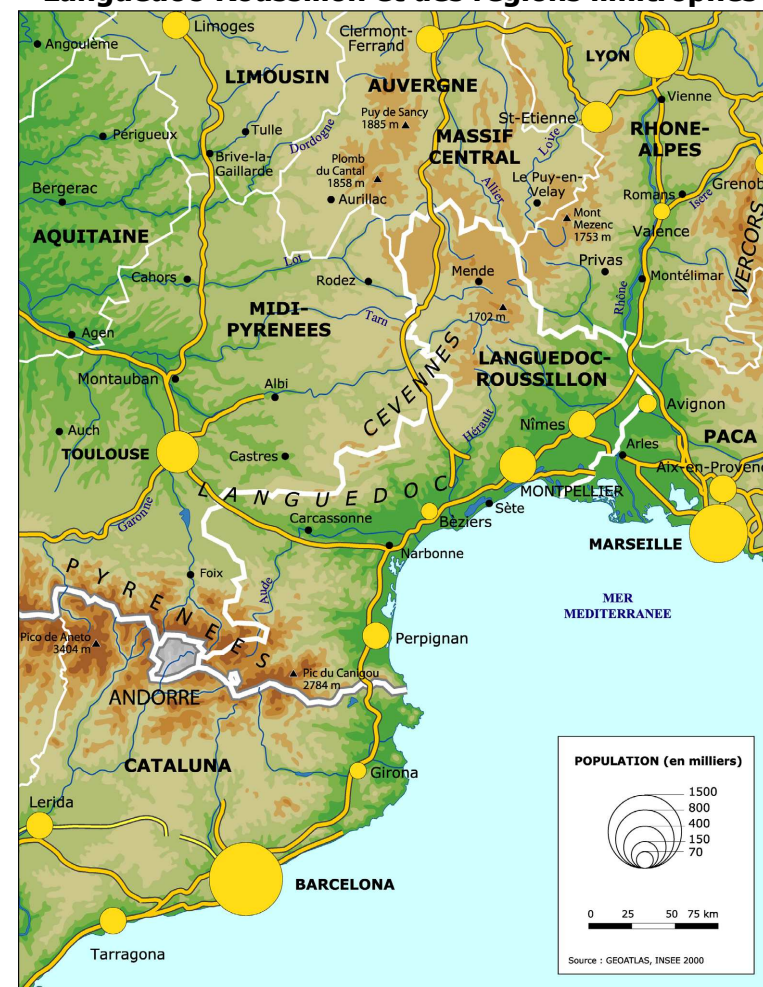 Languedoc Roussillon et des régions limitrophes
Angoulème
Limoges
Clermont-
Ferrand
LYON
LIMOUSIN
AUVERGNE
Vienne
Puy de Sancy
1885 m
St-Etienne
Périgueux
Tulle
Dordogne
MASSIF
CENTRAL
Loire
RHONE-
ALPES
Brive-la-
Gaillarde
Plomb
du Cantal
1858 m
Bergerac
Aurillac
Allier
Le Puy-en-
Velay
Romans
Isère
Grenob
Mont
Mezenc
1753 m
Valence
AQUITAINE
VERCORS
Lot
Privas
Cahors
Rodez
Mende
Montélimar
Rhône
MIDI-
PYRENEES
Tarn
1702 m
Agen
LANGUEDOC-
ROUSSILLON
CEVENNES
Montauban
Albi
Avignon
Auch
Hérault
Nîmes
PACA
TOULOUSE
Castres
Arles
Aix-en-Provenc
LANGUEDOC
MONTPELLIER
Garonne
Carcassonne
Bèziers
Sète
MARSEILLE
Narbonne
PYRENEES
Foix
Aude
MER
MEDITERRANEE
Pico de Aneto
3404 m
Perpignan
Pic du Canigou
2784 m
ANDORRE
CATALUNA
Girona
POPULATION (en milliers)
1500
800
400
150
70
Lerida
BARCELONA
0 25 50 75 km
Tarragona
Source : GEOATLAS, INSEE 2000